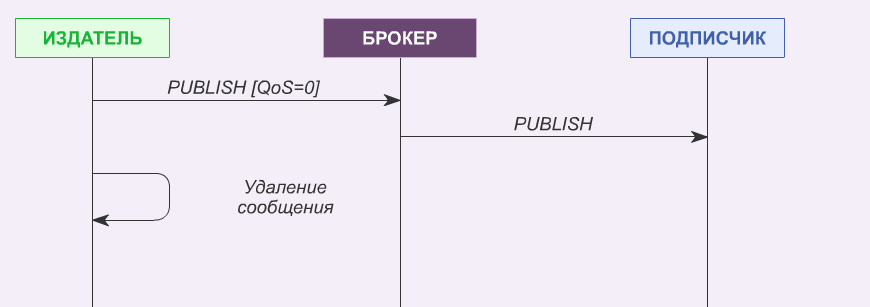 ИЗДАТЕЛЬ
БРОКЕР
ПОДПИСЧИК
PUBLISH [QoS=0]
PUBLISH
Удаление
сообщения